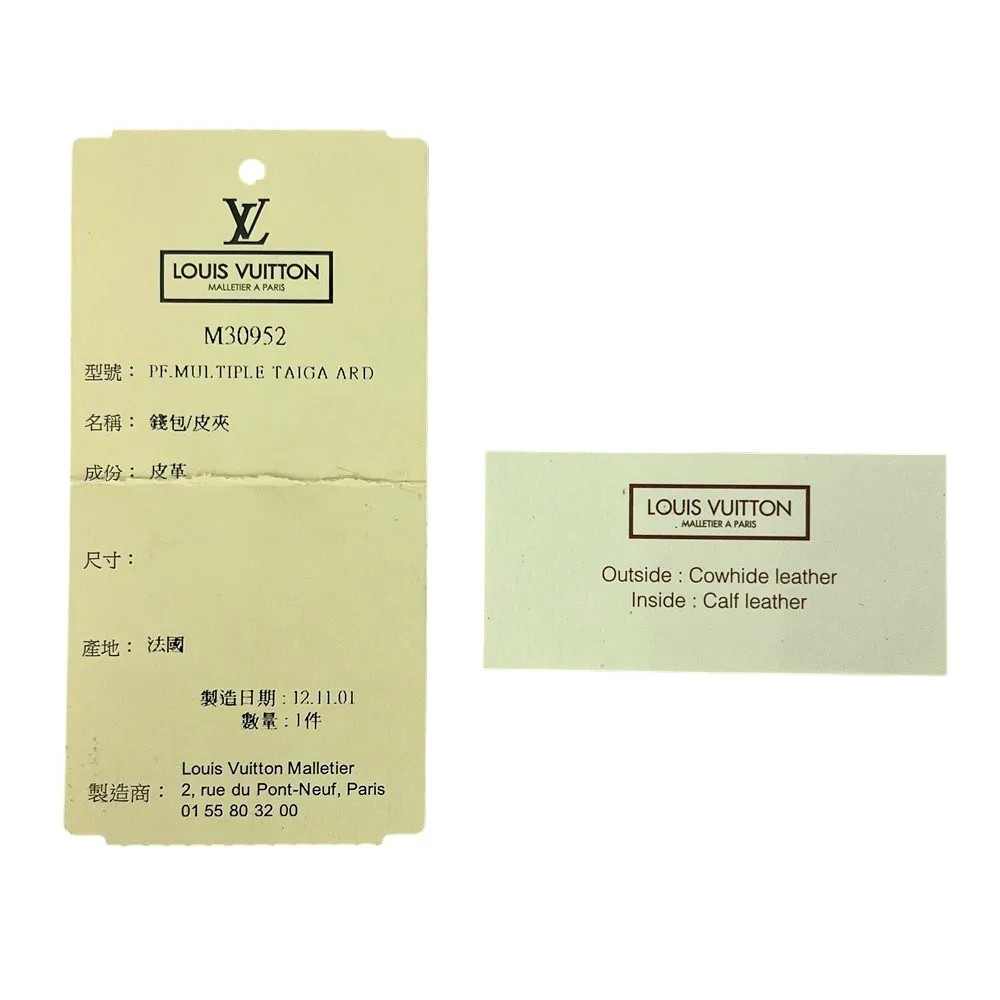 LV
LOUIS VUITTON
MALLETIER A PARIS
M30952
型號： PF.MULTIPLE TAIGA ARD
名稱： 錢包/皮夾
成份： 皮革
尺寸：
產地： 法國
製造日期 : 12.11.01
數量 : 1件
製造商： Louis Vuitton Malletier
2, rue du Pont-Neuf, Paris
01 55 80 32 00
LOUIS VUITTON
MALLETIER A PARIS
Outside : Cowhide leather
Inside : Calf leather